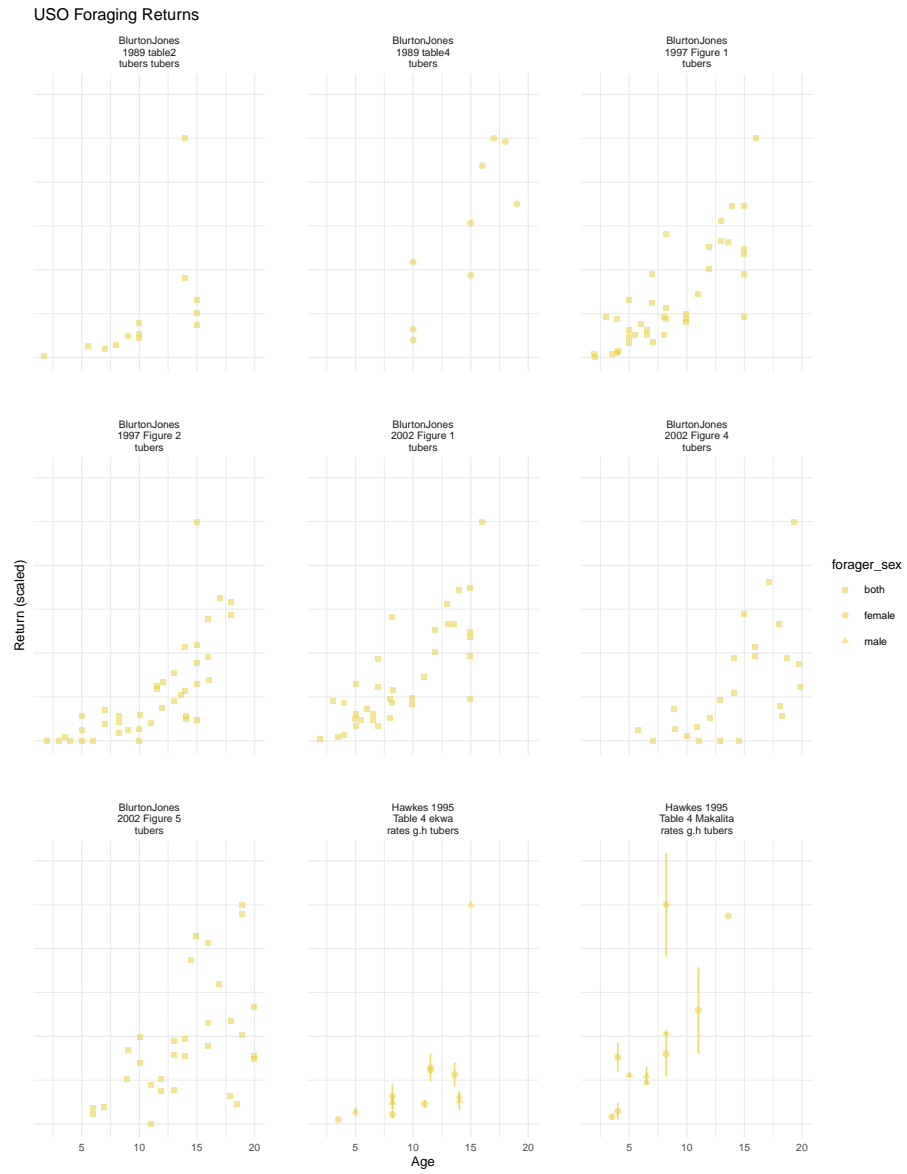 USO Foraging Returns
BlurtonJones
1989 table2
tubers tubers
BlurtonJones
1989 table4
tubers
BlurtonJones
1997 Figure 1
tubers
BlurtonJones
1997 Figure 2
tubers
BlurtonJones
2002 Figure 1
tubers
BlurtonJones
2002 Figure 4
tubers
Return (scaled)
forager_sex
both
female
male
BlurtonJones
2002 Figure 5
tubers
Hawkes 1995
Table 4 ekwa
rates g.h tubers
Hawkes 1995
Table 4 Makalita
rates g.h tubers
5 10 15 20
5 10 15 20
5 10 15 20
Age